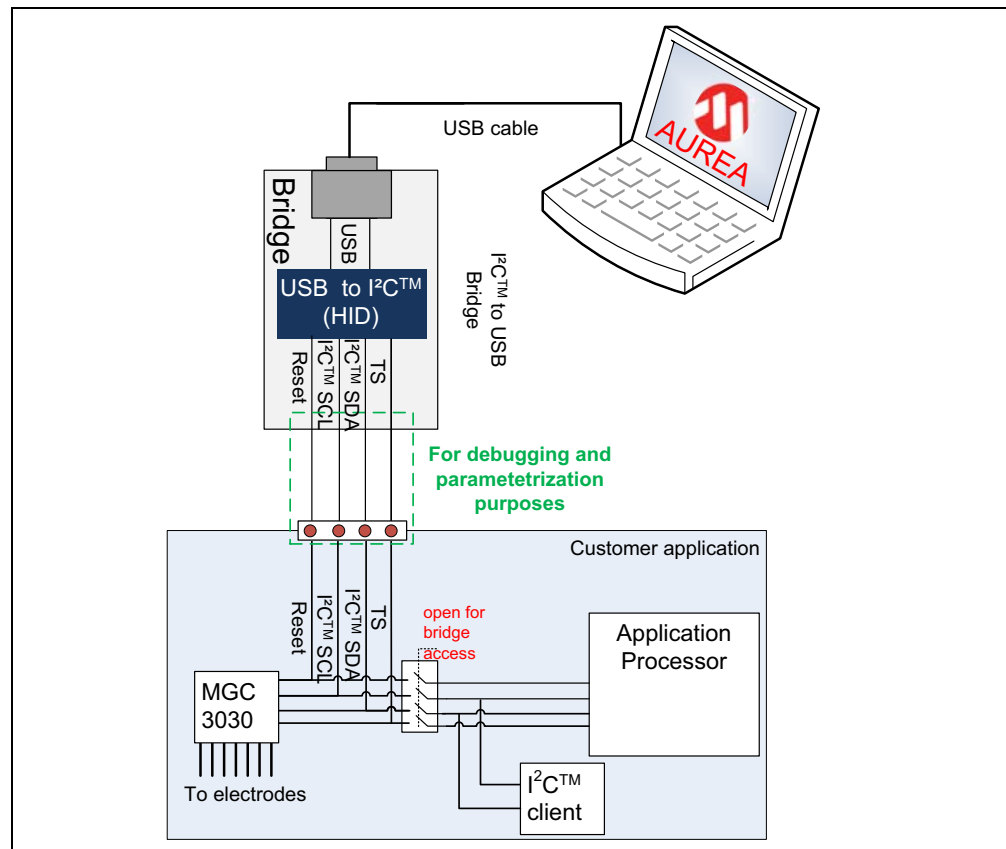 USB cable
AUREA
Bridge
USB
USB to I²C™
(HID)
I²C™ to USB
Bridge
Reset
I²C™ SCL
I²C™ SDA
TS
For debugging and
parametetrization
purposes
Customer application
Reset
I²C™ SCL
I²C™ SDA
TS
open for
bridge
access
Application
Processor
MGC
3030
To electrodes
I²C™
client